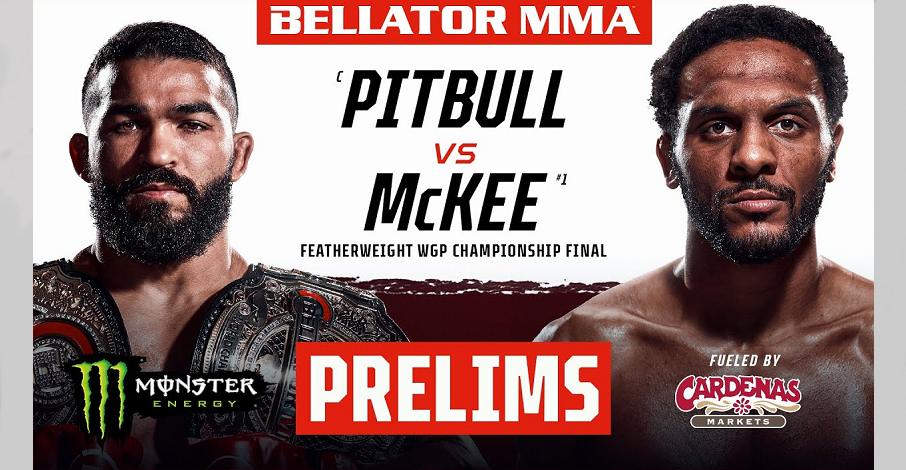 BELLATOR MMA
C PITBULL
VS
McKEE #1
FEATHERWEIGHT WGP CHAMPIONSHIP FINAL
PRELIMS
MONSTER
ENERGY
FUELED BY
CARDENAS
MARKETS